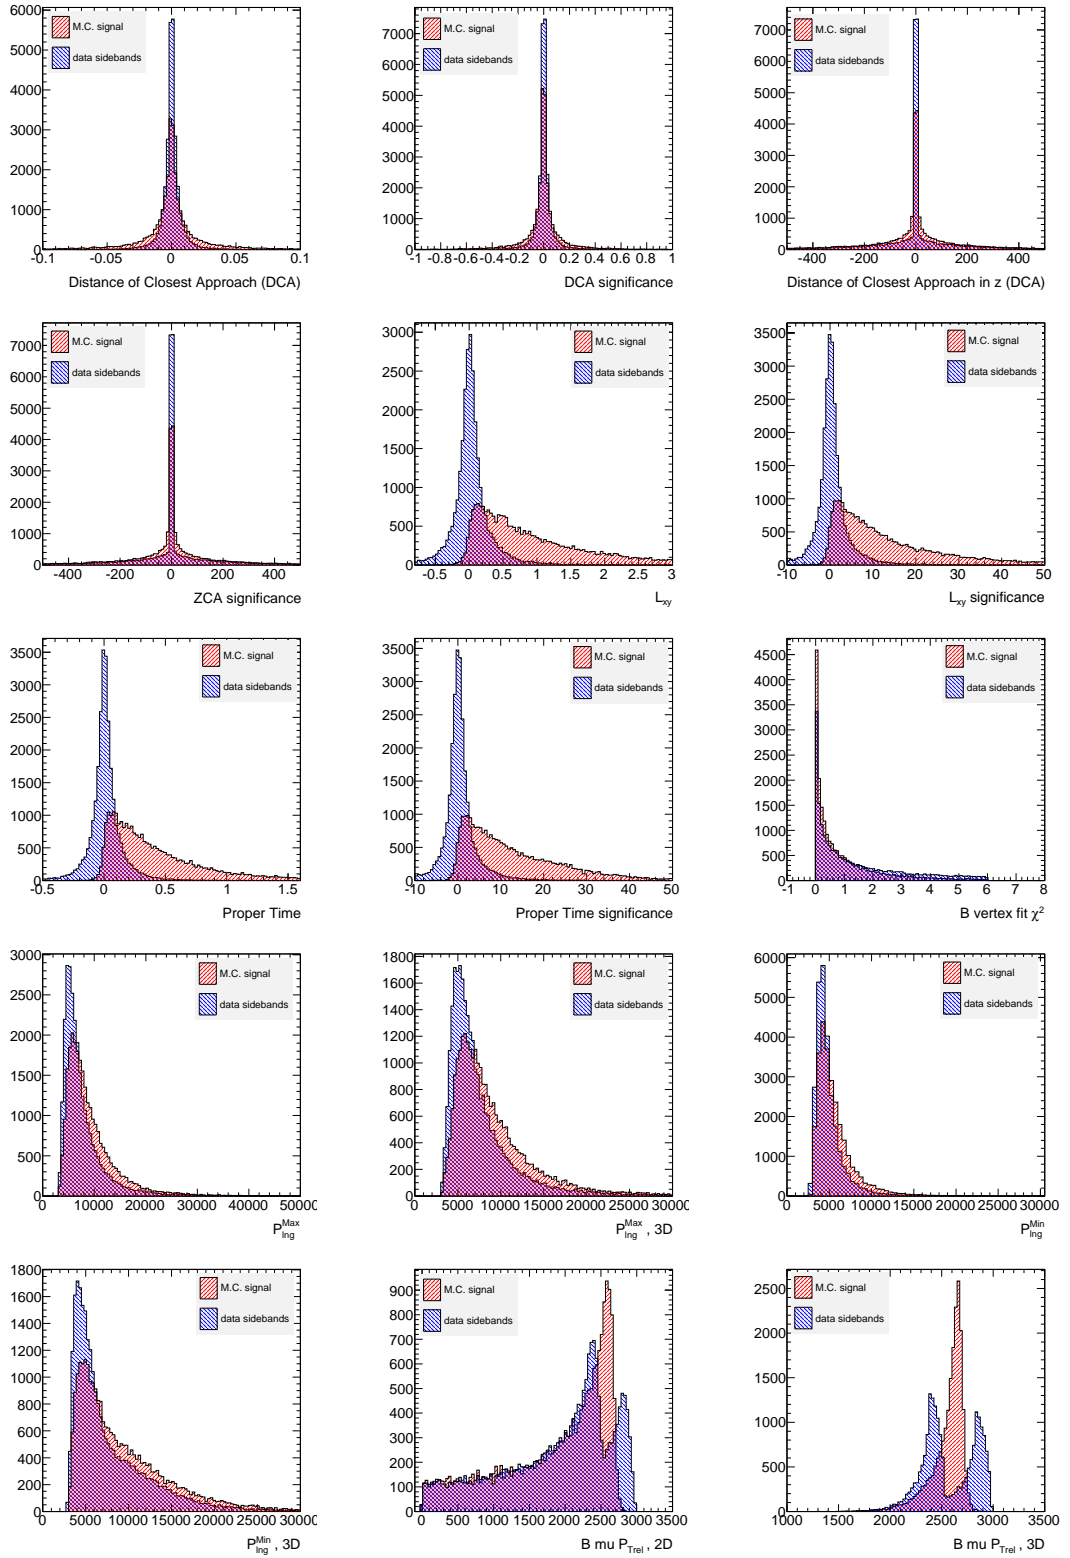 6000
5000
4000
3000
2000
1000
0
-0.1
-0.05
0
0.05
0.1
M.C. signal
data sidebands
Distance of Closest Approach (DCA)
7000
6000
5000
4000
3000
2000
1000
0
-1 -0.8 -0.6 -0.4 -0.2 0 0.2 0.4 0.6 0.8 1
M.C. signal
data sidebands
DCA significance
7000
6000
5000
4000
3000
2000
1000
0
-400 -200 0 200 400
M.C. signal
data sidebands
Distance of Closest Approach in z (DCA)
7000
6000
5000
4000
3000
2000
1000
0
-400 -200 0 200 400
M.C. signal
data sidebands
ZCA significance
3000
2500
2000
1500
1000
500
0
-0.5 0 0.5 1 1.5 2 2.5 3
M.C. signal
data sidebands
L_xy
3500
3000
2500
2000
1500
1000
500
0
-10 0 10 20 30 40 50
M.C. signal
data sidebands
L_xy significance
3500
3000
2500
2000
1500
1000
500
0
-0.5 0 0.5 1 1.5
M.C. signal
data sidebands
Proper Time
3500
3000
2500
2000
1500
1000
500
0
-10 0 10 20 30 40 50
M.C. signal
data sidebands
Proper Time significance
4500
4000
3500
3000
2500
2000
1500
1000
500
0
-1 0 1 2 3 4 5 6 7 8
M.C. signal
data sidebands
B vertex fit χ²
3000
2500
2000
1500
1000
500
0
0 10000 20000 30000 40000 5000
M.C. signal
data sidebands
P_lng^Max
1800
1600
1400
1200
1000
800
600
400
200
0
0 5000 10000 15000 20000 25000 3000
M.C. signal
data sidebands
P_lng^Max , 3D
6000
5000
4000
3000
2000
1000
0
0 5000 10000 15000 20000 25000 3000
M.C. signal
data sidebands
P_lng^Min
1800
1600
1400
1200
1000
800
600
400
200
0
0 5000 10000 15000 20000 25000 3000
M.C. signal
data sidebands
P_lng^Min , 3D
900
800
700
600
500
400
300
200
100
0
0 500 1000 1500 2000 2500 3000 3500
M.C. signal
data sidebands
B mu P_Trel, 2D
2500
2000
1500
1000
500
0
1000 1500 2000 2500 3000 3500
M.C. signal
data sidebands
B mu P_Trel, 3D